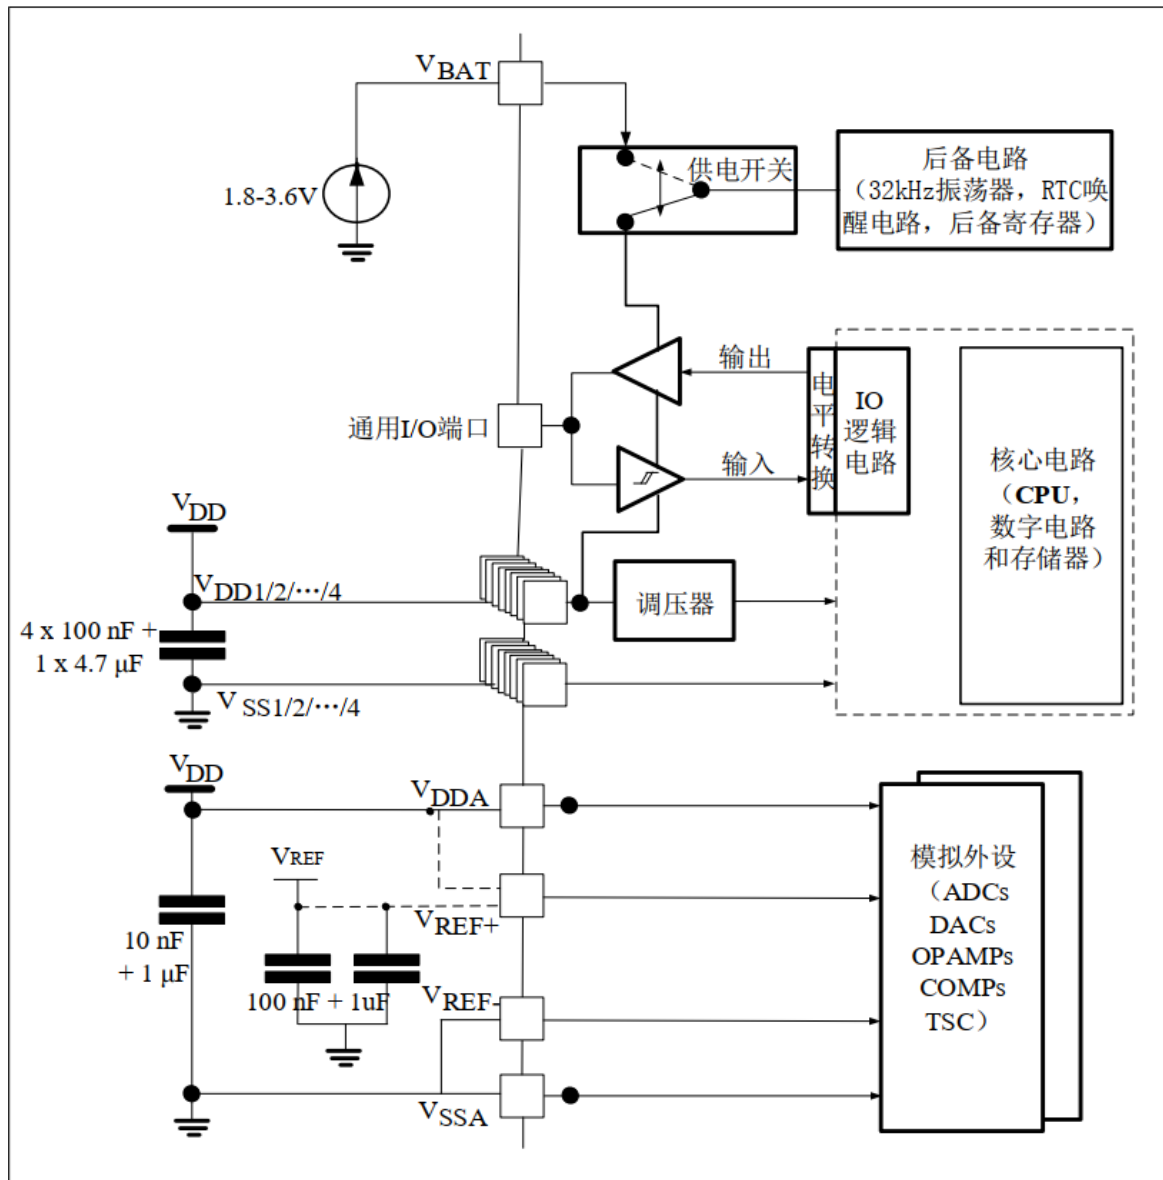 VBAT
1.8-3.6V
供电开关
后备电路
（32kHz振荡器，RTC唤
醒电路，后备寄存器）
输出
通用I/O端口
输入
电
平
转
换
IO
逻辑
电路
核心电路
（CPU，
数字电路
和存储器）
VDD
VDD1/2/···/4
4 x 100 nF +
1 x 4.7 μF
调压器
VSS1/2/···/4
VDD
VDDA
VREF
VREF+
10 nF
+ 1 μF
100 nF + 1uF
VREF-
VSSA
模拟外设
（ADCs
DACs
OPAMPs
COMPs
TSC）